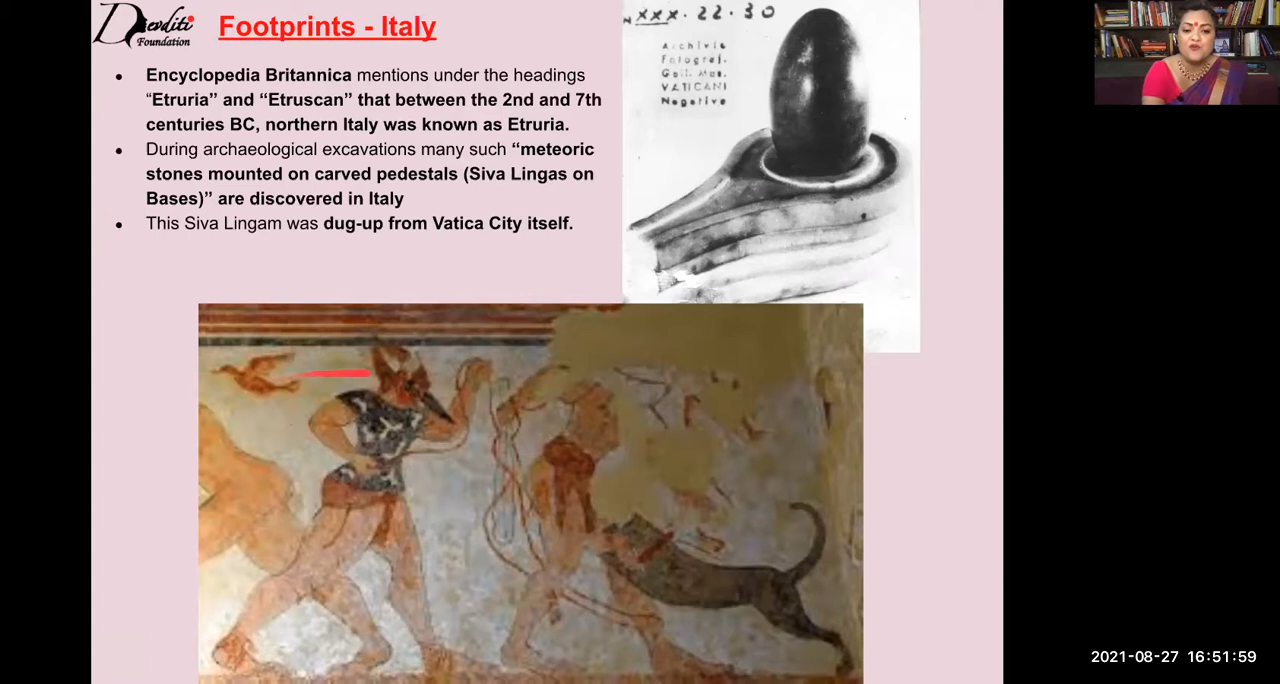 Devditi
Foundation
Footprints - Italy
• Encyclopedia Britannica mentions under the headings
“Etruria” and “Etruscan” that between the 2nd and 7th
centuries BC, northern Italy was known as Etruria.
• During archaeological excavations many such “meteoric
stones mounted on carved pedestals (Siva Lingas on
Bases)” are discovered in Italy
• This Siva Lingam was dug-up from Vatica City itself.
XXX. 22. 30
Archivio
Fotograf.
Gall. Mus.
VATICANI
Negative
2021-08-27 16:51:59